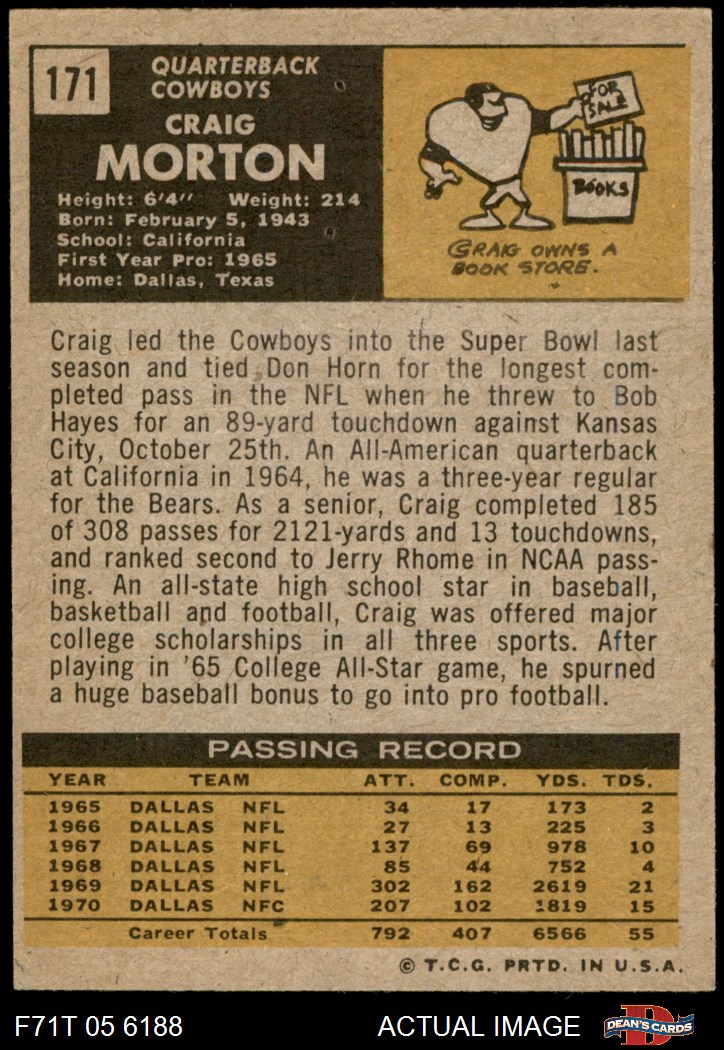 171
QUARTERBACK
COWBOYS
CRAIG
MORTON
Height: 6'4" Weight: 214
Born: February 5, 1943
School: California
First Year Pro: 1965
Home: Dallas, Texas
FOR
SALE
BOOKS
CRAIG OWNS A
BOOK STORE.
Craig led the Cowboys into the Super Bowl last
season and tied Don Horn for the longest com-
pleted pass in the NFL when he threw to Bob
Hayes for an 89-yard touchdown against Kansas
City, October 25th. An All-American quarterback
at California in 1964, he was a three-year regular
for the Bears. As a senior, Craig completed 185
of 308 passes for 2121-yards and 13 touchdowns,
and ranked second to Jerry Rhome in NCAA pass-
ing. An all-state high school star in baseball,
basketball and football, Craig was offered major
college scholarships in all three sports. After
playing in '65 College All-Star game, he spurned
a huge baseball bonus to go into pro football.
PASSING RECORD
YEAR TEAM ATT. COMP. YDS. TDS.
1965 DALLAS NFL 34 17 173 2
1966 DALLAS NFL 27 13 225 3
1967 DALLAS NFL 137 69 978 10
1968 DALLAS NFL 85 44 752 4
1969 DALLAS NFL 302 162 2619 21
1970 DALLAS NFC 207 102 1819 15
Career Totals 792 407 6566 55
© T.C.G. PRTD. IN U.S.A.
F71T 05 6188 ACTUAL IMAGE
D
DEAN'S CARDS